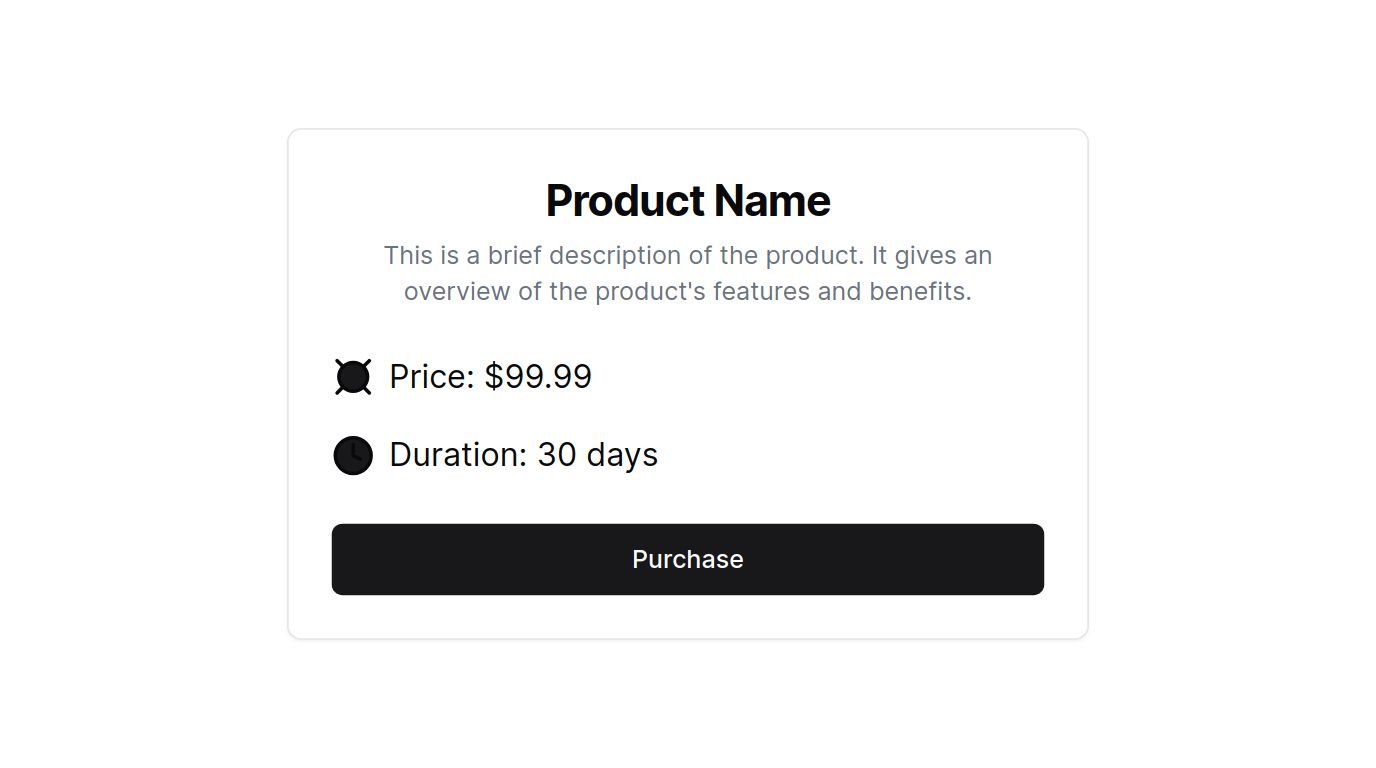 Product Name
This is a brief description of the product. It gives an
overview of the product's features and benefits.
Price: $99.99
Duration: 30 days
Purchase